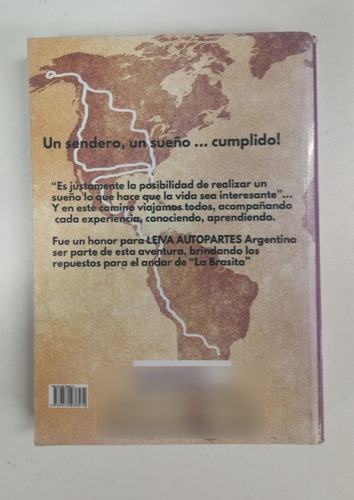 Un sendero, un sueño ... cumplido!
"Es justamente la posibilidad de realizar un
sueño lo que hace que la vida sea interesante"...
Y en este camino viajamos todos, acompañando
cada experiencia, conociendo, aprendiendo.
Fue un honor para LEIVA AUTOPARTES Argentina
ser parte de esta aventura, brindando los
repuestos para el andar de "La Brasita"